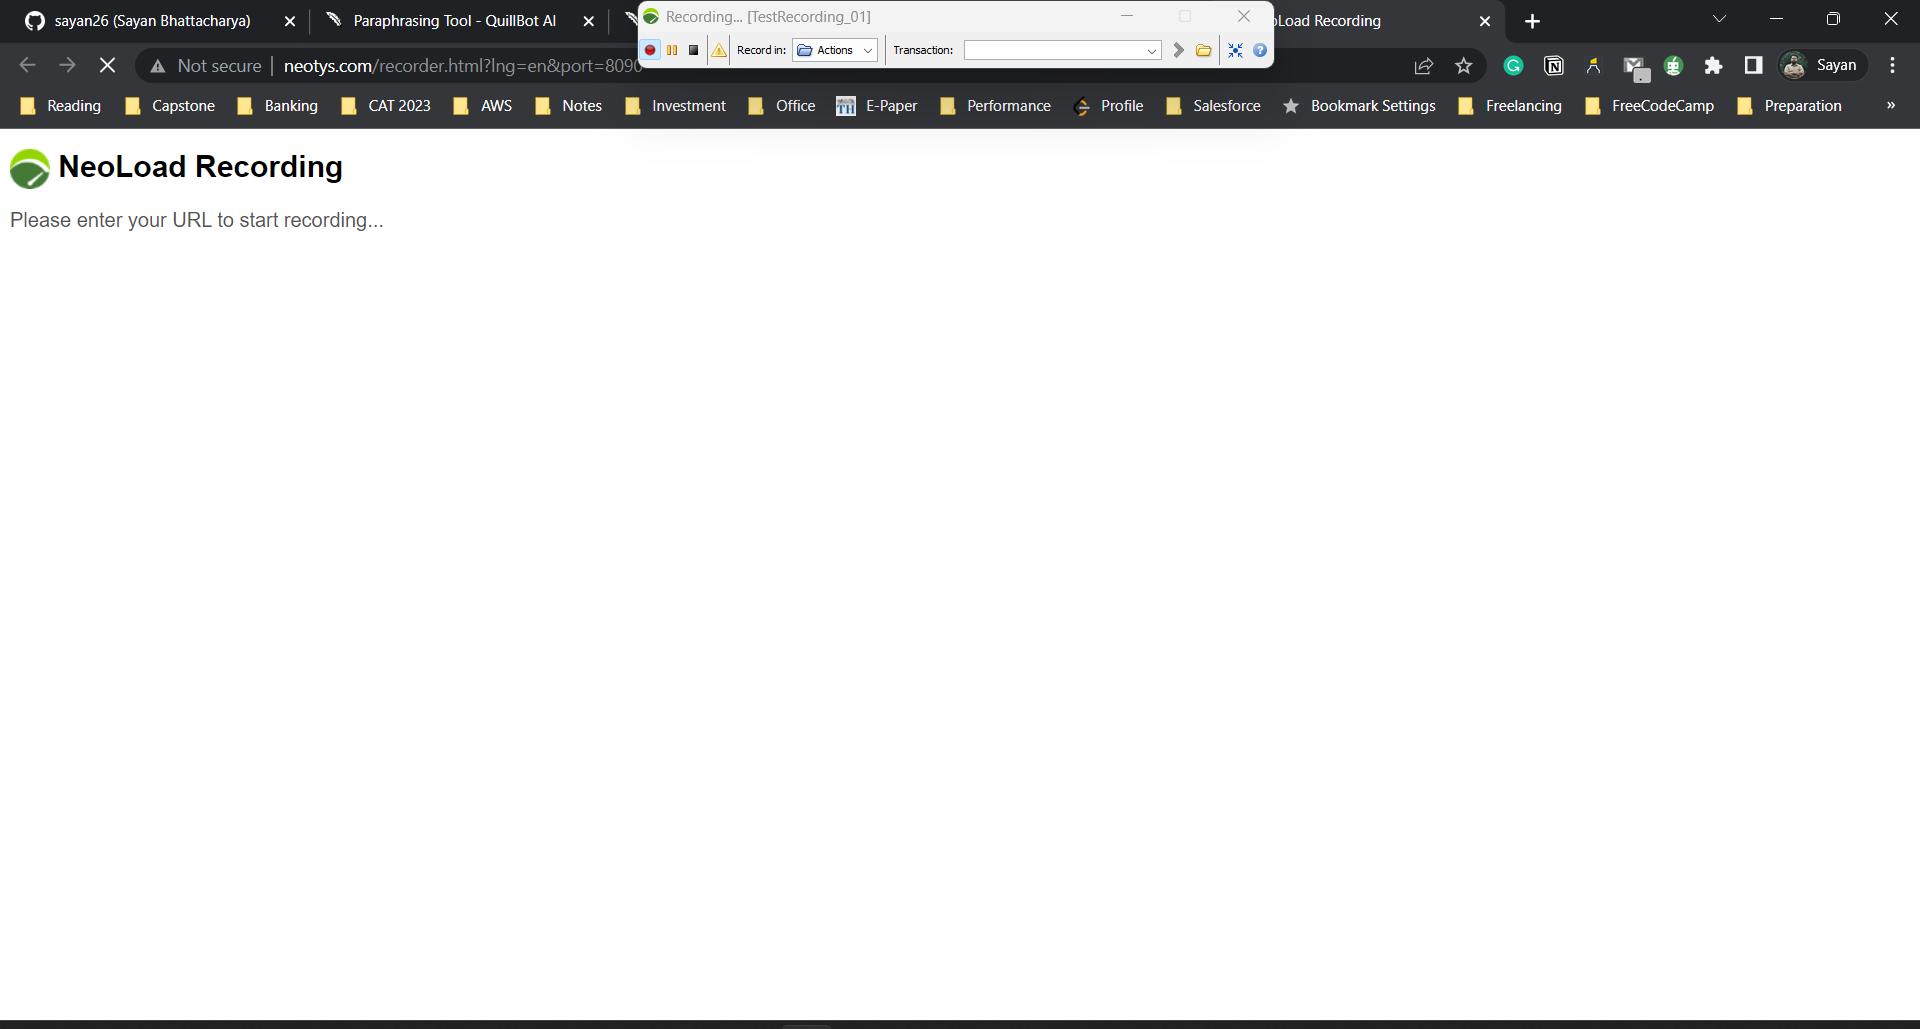 sayan26 (Sayan Bhattacharya)
Paraphrasing Tool - QuillBot AI
Recording... [TestRecording_01]
oLoad Recording
Record in:
Actions
Transaction:
Not secure
neotys.com/recorder.html?lng=en&port=8090
Sayan
Reading
Capstone
Banking
CAT 2023
AWS
Notes
Investment
Office
TH
E-Paper
Performance
Profile
Salesforce
Bookmark Settings
Freelancing
FreeCodeCamp
Preparation
»
NeoLoad Recording
Please enter your URL to start recording...